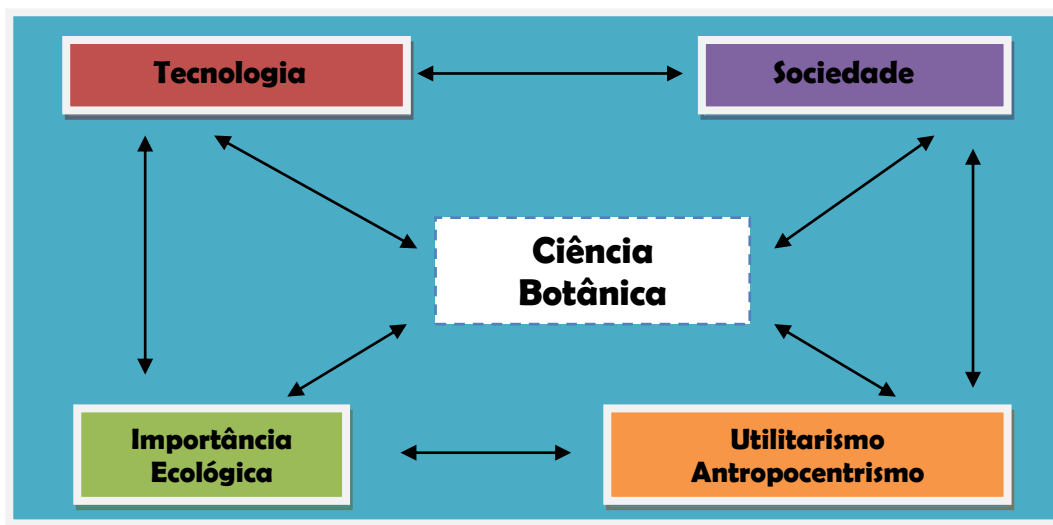 Tecnologia
Sociedade
Ciência
Botânica
Importância
Ecológica
Utilitarismo
Antropocentrismo